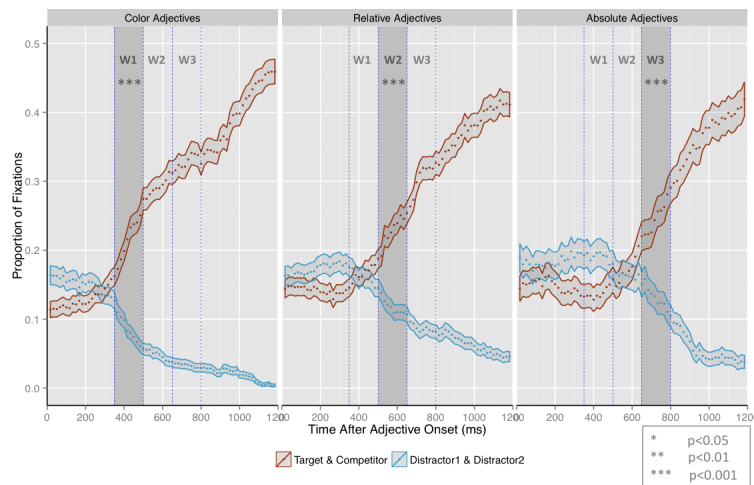 Color Adjectives
Relative Adjectives
Absolute Adjectives
0.5
0.4
0.3
0.2
0.1
0.0
Proportion of Fixations
W1 W2 W3
***
W1 W2 W3
***
W1 W2 W3
***
0 200 400 600 800 1000 120
0 200 400 600 800 1000 120
0 200 400 600 800 1000 120
Time After Adjective Onset (ms)
Target & Competitor Distractor1 & Distractor2
* p<0.05
** p<0.01
*** p<0.001